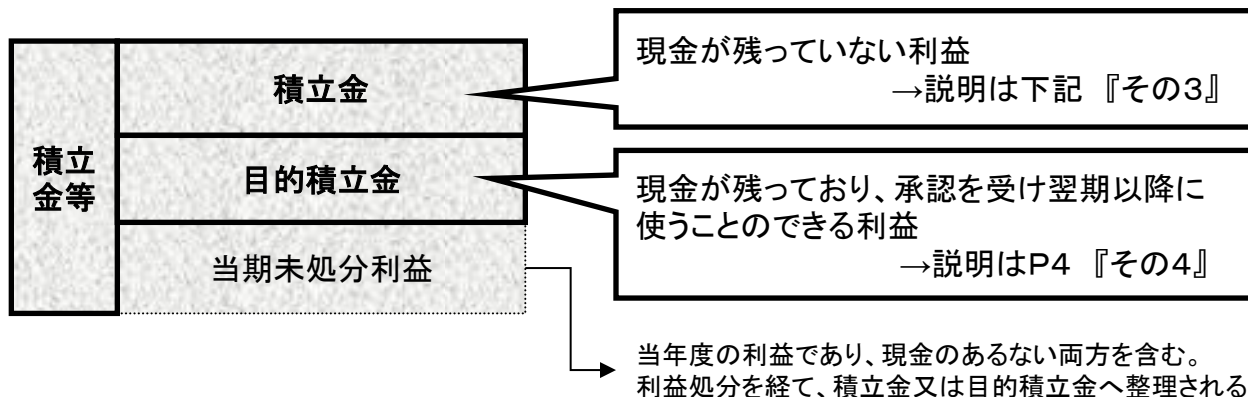 積立金等
積立金
目的積立金
当期未処分利益
現金が残っていない利益
→説明は下記 『その3』
現金が残っており、承認を受け翌期以降に
使うことのできる利益
→説明はP4 『その4』
当年度の利益であり、現金のあるない両方を含む。
利益処分を経て、積立金又は目的積立金へ整理される